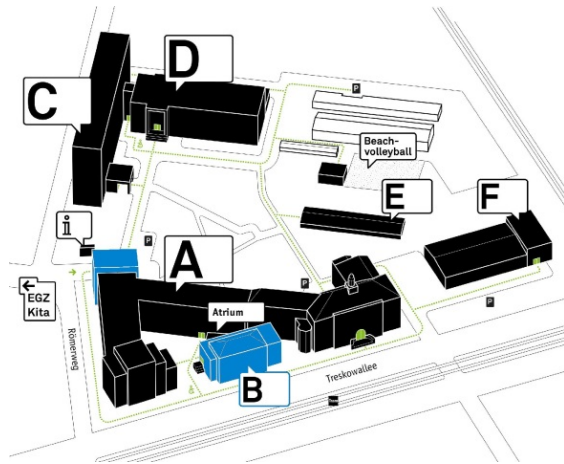 D
C
P
Beach-
volleyball
E
F
i
A
P
P
←
EGZ
Kita
Atrium
P
Römerweg
Treskowallee
B